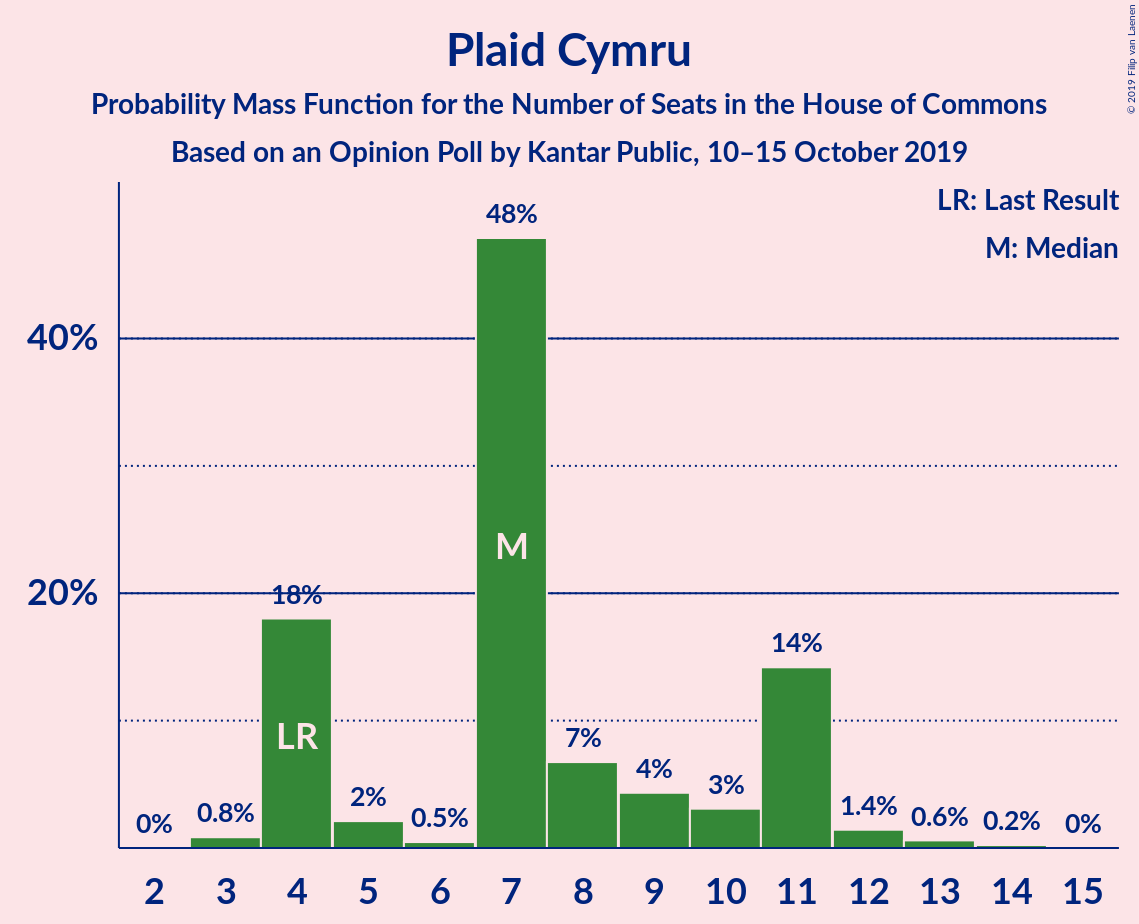 Plaid Cymru
Probability Mass Function for the Number of Seats in the House of Commons
Based on an Opinion Poll by Kantar Public, 10–15 October 2019
© 2019 Filip van Laenen
LR: Last Result
M: Median
40%
20%
0%
0.8%
18%
2%
0.5%
48%
7%
4%
3%
14%
1.4%
0.6%
0.2%
0%
LR
M
2 3 4 5 6 7 8 9 10 11 12 13 14 15